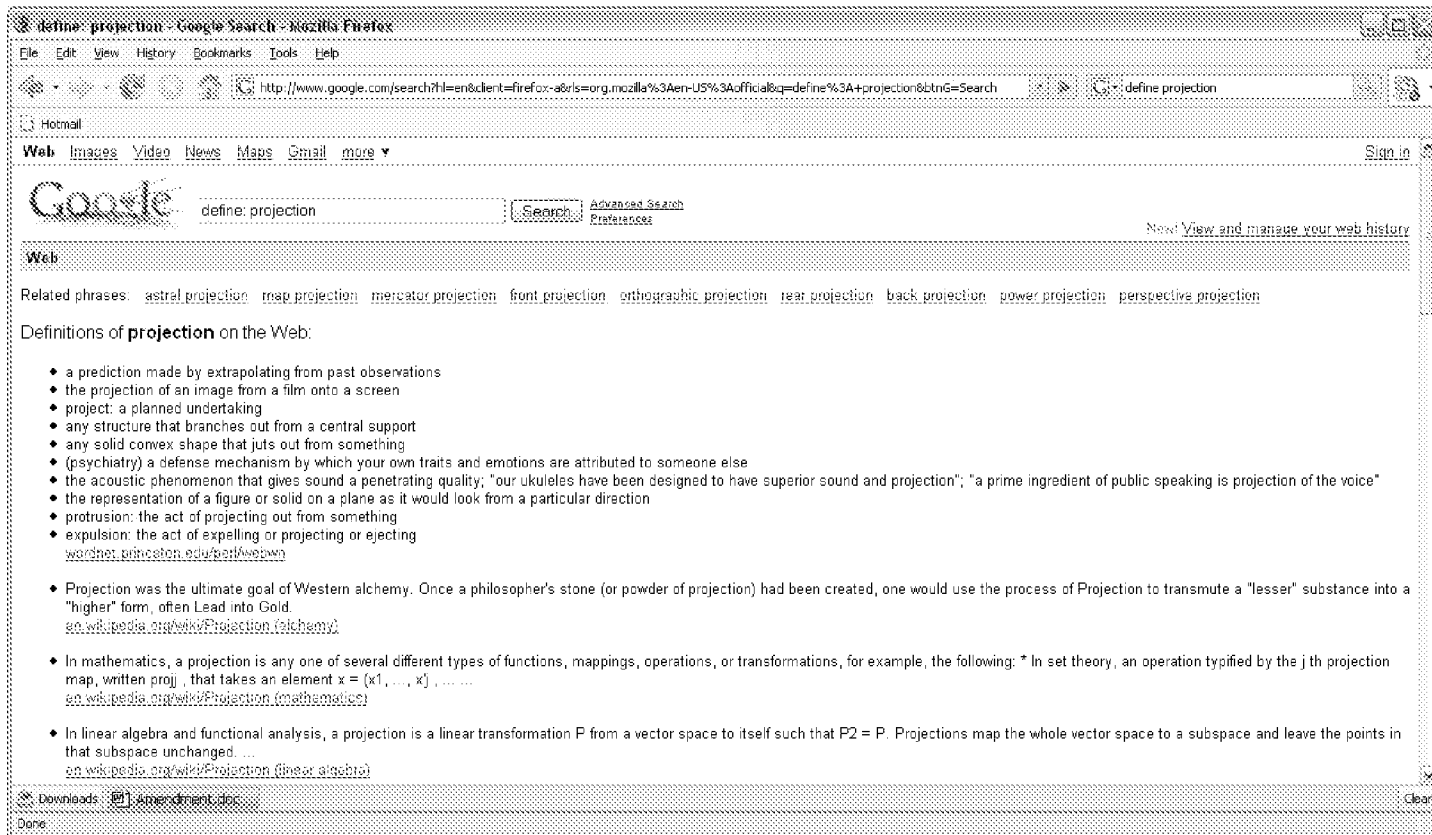 define: projection - Google Search - Mozilla Firefox
File Edit View History Bookmarks Tools Help
http://www.google.com/search?hl=en&client=firefox-a&rls=org.mozilla%3Aen-US%3Aofficial&q=define%3A+projection&btnG=Search define projection
Hotmail
Web Images Video News Maps Gmail more ▼ Sign in
Google define: projection Search Advanced Search
Preferences
New! View and manage your web history
Web
Related phrases: astral projection map projection mercator projection front projection orthographic projection rear projection back projection power projection perspective projection
Definitions of projection on the Web:
a prediction made by extrapolating from past observations
the projection of an image from a film onto a screen
project: a planned undertaking
any structure that branches out from a central support
any solid convex shape that juts out from something
(psychiatry) a defense mechanism by which your own traits and emotions are attributed to someone else
the acoustic phenomenon that gives sound a penetrating quality; "our ukuleles have been designed to have superior sound and projection"; "a prime ingredient of public speaking is projection of the voice"
the representation of a figure or solid on a plane as it would look from a particular direction
protrusion: the act of projecting out from something
expulsion: the act of expelling or projecting or ejecting
wordnet.princeton.edu/perl/webwn
Projection was the ultimate goal of Western alchemy. Once a philosopher's stone (or powder of projection) had been created, one would use the process of Projection to transmute a "lesser" substance into a
"higher" form, often Lead into Gold.
en.wikipedia.org/wiki/Projection (alchemy)
In mathematics, a projection is any one of several different types of functions, mappings, operations, or transformations, for example, the following: * In set theory, an operation typified by the j th projection
map, written projj , that takes an element x = (x1, ..., xj , ... ...
en.wikipedia.org/wiki/Projection (mathematics)
In linear algebra and functional analysis, a projection is a linear transformation P from a vector space to itself such that P2 = P. Projections map the whole vector space to a subspace and leave the points in
that subspace unchanged. ...
en.wikipedia.org/wiki/Projection (linear algebra)
Downloads Amendment.doc Clear
Done